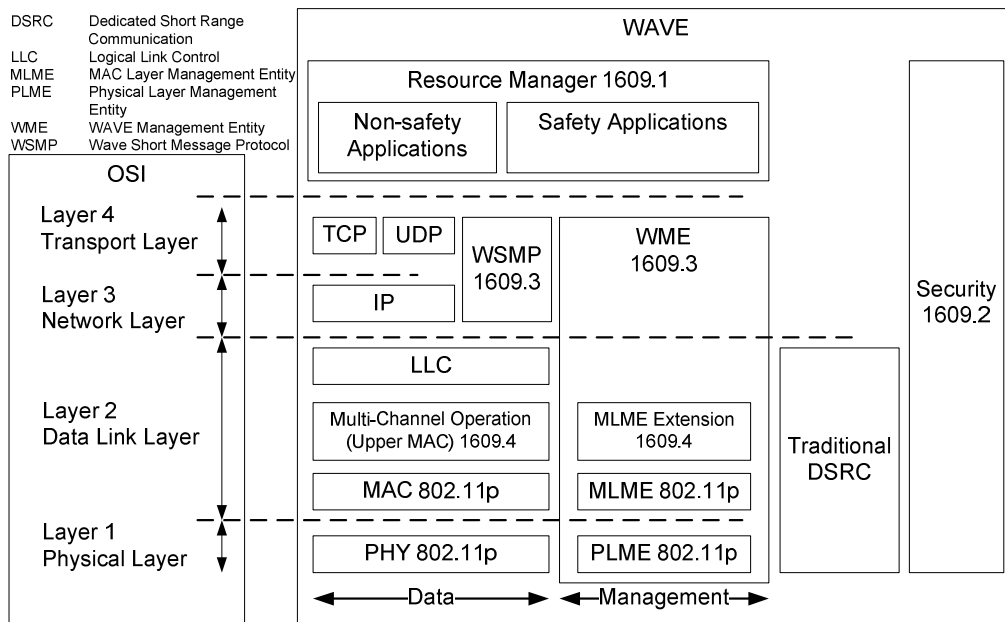 DSRC Dedicated Short Range
Communication
LLC Logical Link Control
MLME MAC Layer Management Entity
PLME Physical Layer Management
Entity
WME WAVE Management Entity
WSMP Wave Short Message Protocol
OSI
Layer 4
Transport Layer
Layer 3
Network Layer
Layer 2
Data Link Layer
Layer 1
Physical Layer
WAVE
Resource Manager 1609.1
Non-safety
Applications
Safety Applications
TCP
UDP
WSMP
1609.3
IP
WME
1609.3
LLC
Multi-Channel Operation
(Upper MAC) 1609.4
MLME Extension
1609.4
MAC 802.11p
MLME 802.11p
PHY 802.11p
PLME 802.11p
Traditional
DSRC
Security
1609.2
Data
Management